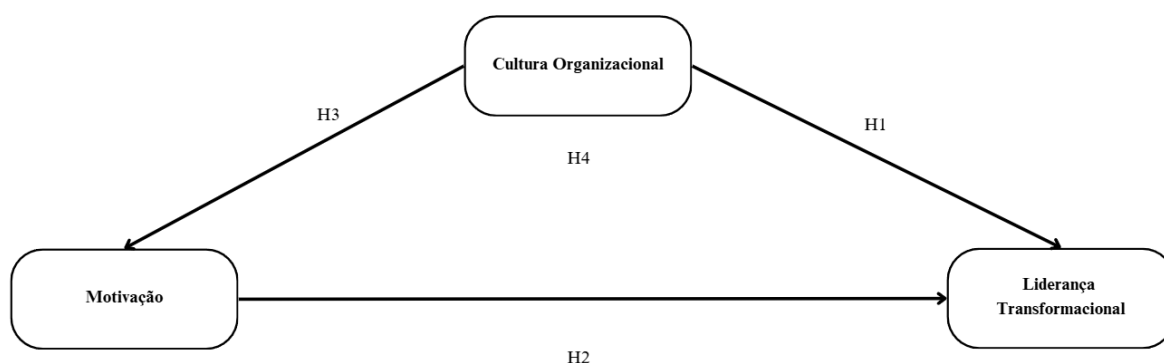 Cultura Organizacional
H3
H1
H4
Motivação
Liderança
Transformacional
H2